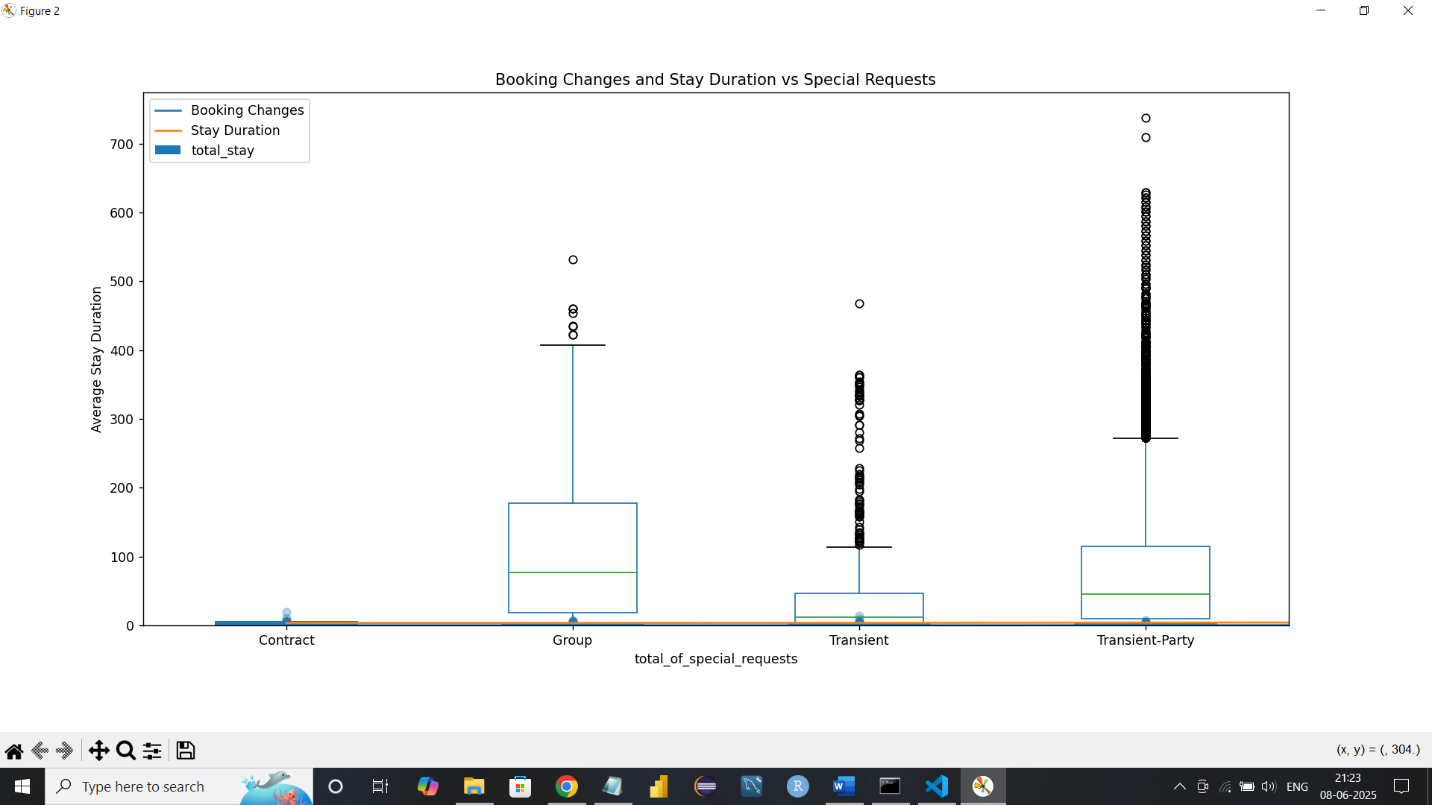 Figure 2
Booking Changes and Stay Duration vs Special Requests
Booking Changes
Stay Duration
total_stay
700
600
500
400
300
200
100
0
Average Stay Duration
Contract Group Transient Transient-Party
total_of_special_requests
(x, y) = (, 304.)
Type here to search
ENG
21:23
08-06-2025